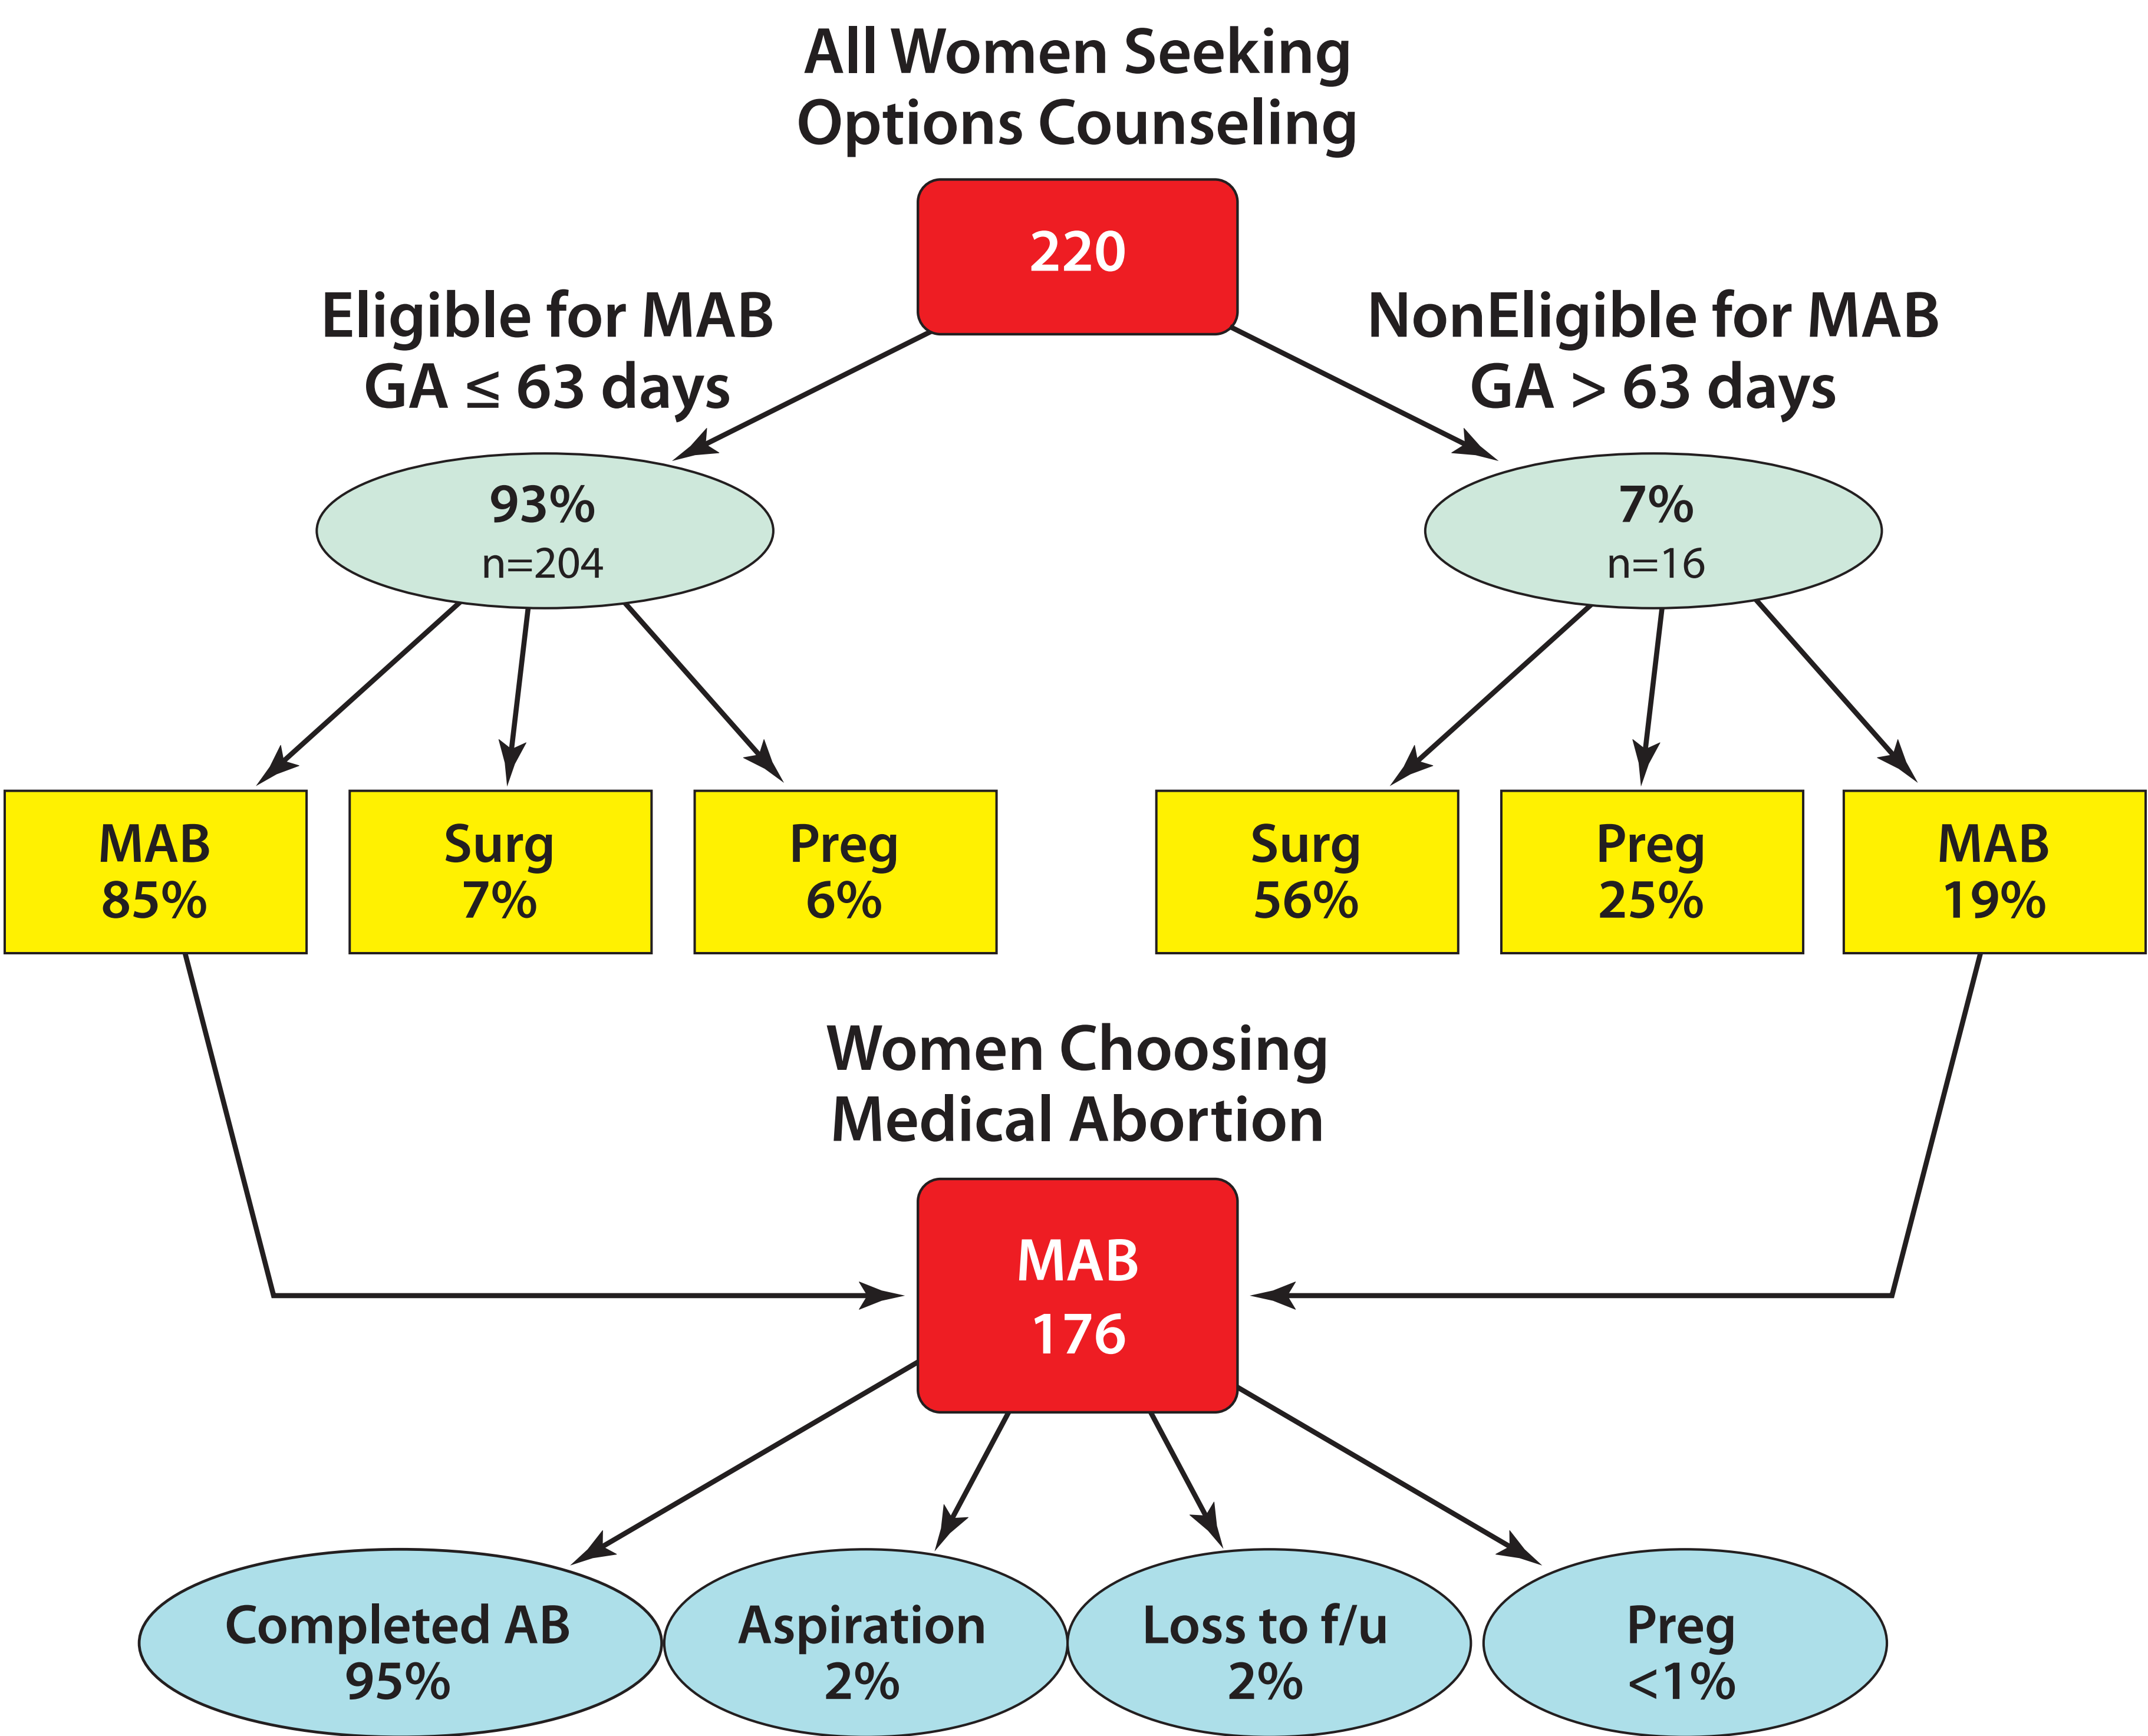 All Women Seeking
Options Counseling
220
Eligible for MAB
GA ≤ 63 days
NonEligible for MAB
GA > 63 days
93%
n=204
7%
n=16
MAB
85%
Surg
7%
Preg
6%
Surg
56%
Preg
25%
MAB
19%
Women Choosing
Medical Abortion
MAB
176
Completed AB
95%
Aspiration
2%
Loss to f/u
2%
Preg
<1%